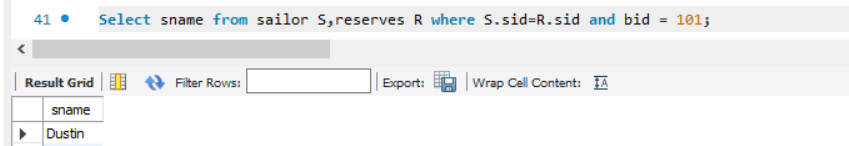 41 Select sname from sailor S,reserves R where S.sid=R.sid and bid = 101;
Result Grid Filter Rows: Export: Wrap Cell Content: IA
sname
Dustin